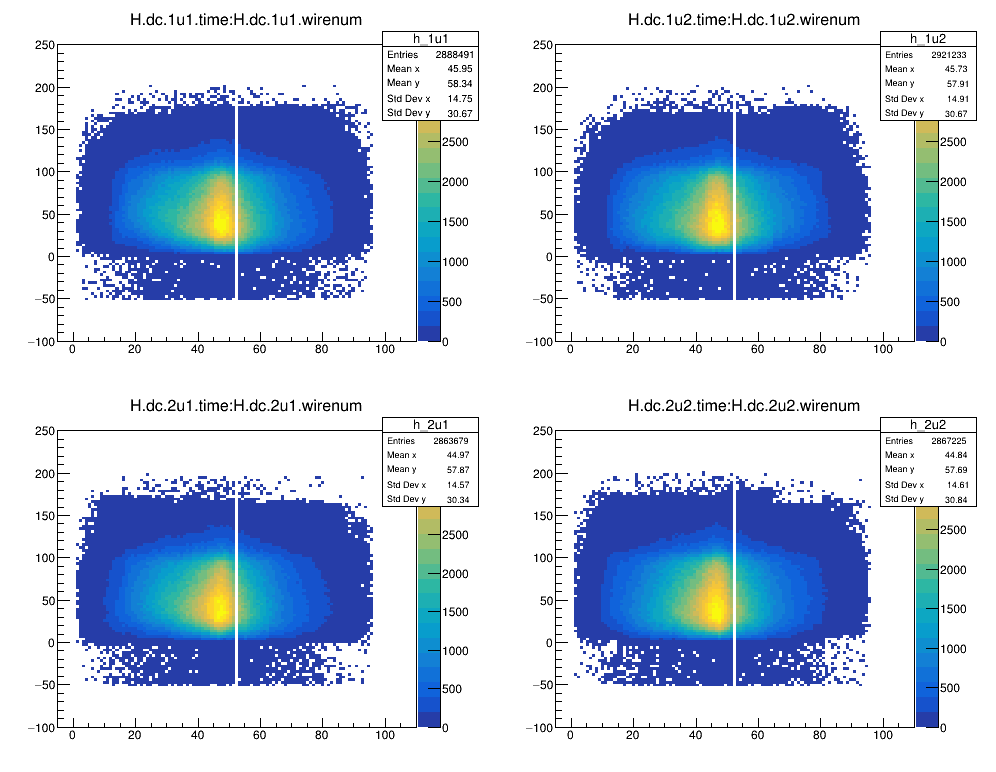 H.dc.1u1.time:H.dc.1u1.wirenum
h_1u1
Entries 2888491
Mean x 45.95
Mean y 58.34
Std Dev x 14.75
Std Dev y 30.67
250
200
150
100
50
0
−50
−100
0 20 40 60 80 100
2500
2000
1500
1000
500
0
H.dc.1u2.time:H.dc.1u2.wirenum
h_1u2
Entries 2921233
Mean x 45.73
Mean y 57.91
Std Dev x 14.91
Std Dev y 30.67
250
200
150
100
50
0
−50
−100
0 20 40 60 80 100
2500
2000
1500
1000
500
0
H.dc.2u1.time:H.dc.2u1.wirenum
h_2u1
Entries 2863679
Mean x 44.97
Mean y 57.87
Std Dev x 14.57
Std Dev y 30.34
250
200
150
100
50
0
−50
−100
0 20 40 60 80 100
2500
2000
1500
1000
500
0
H.dc.2u2.time:H.dc.2u2.wirenum
h_2u2
Entries 2867225
Mean x 44.84
Mean y 57.69
Std Dev x 14.61
Std Dev y 30.84
250
200
150
100
50
0
−50
−100
0 20 40 60 80 100
2500
2000
1500
1000
500
0